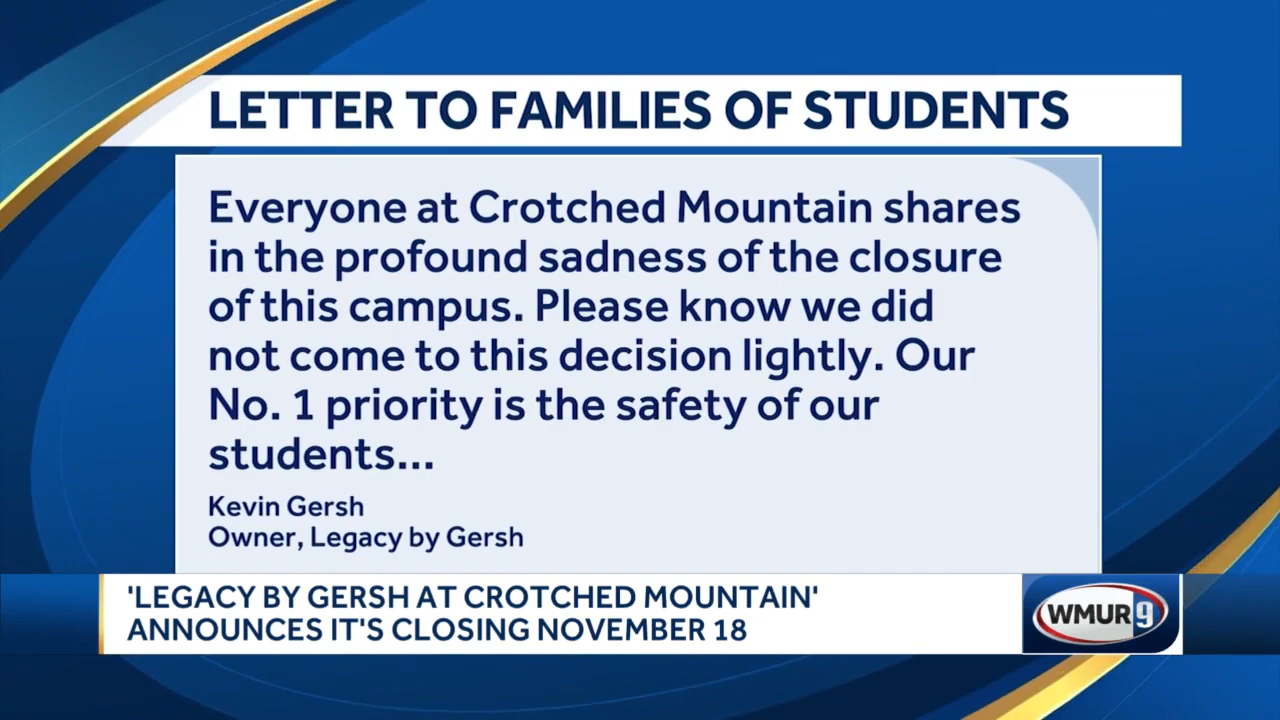 LETTER TO FAMILIES OF STUDENTS
Everyone at Crotched Mountain shares
in the profound sadness of the closure
of this campus. Please know we did
not come to this decision lightly. Our
No. 1 priority is the safety of our
students...
Kevin Gersh
Owner, Legacy by Gersh
'LEGACY BY GERSH AT CROTCHED MOUNTAIN'
ANNOUNCES IT'S CLOSING NOVEMBER 18
WMUR 9